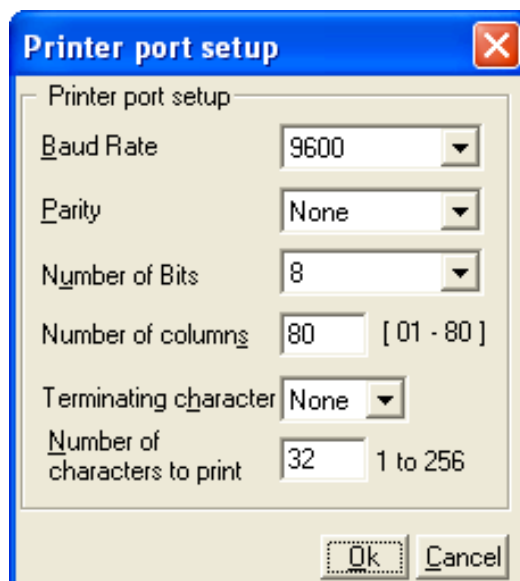 Printer port setup
Printer port setup
Baud Rate 9600
Parity None
Number of Bits 8
Number of columns 80 [ 01 - 80 ]
Terminating character None
Number of
characters to print 32 1 to 256
Ok Cancel